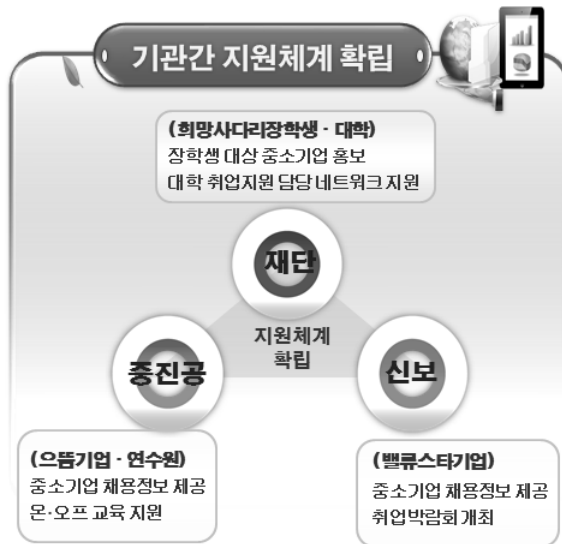 기관간 지원체계 확립
(희망사다리장학생 · 대학)
장학생 대상 중소기업 홍보
대학 취업지원 담당 네트워크 지원
재단
지원체계
확립
중진공
신보
(으뜸기업 · 연수원)
중소기업 채용정보 제공
온·오프 교육 지원
(밸류스타기업)
중소기업 채용정보 제공
취업박람회 개최